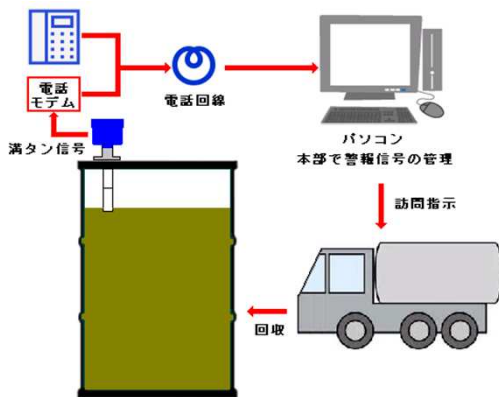 電話
モデム
満タン信号
電話回線
パソコン
本部で警報信号の管理
訪問指示
回収